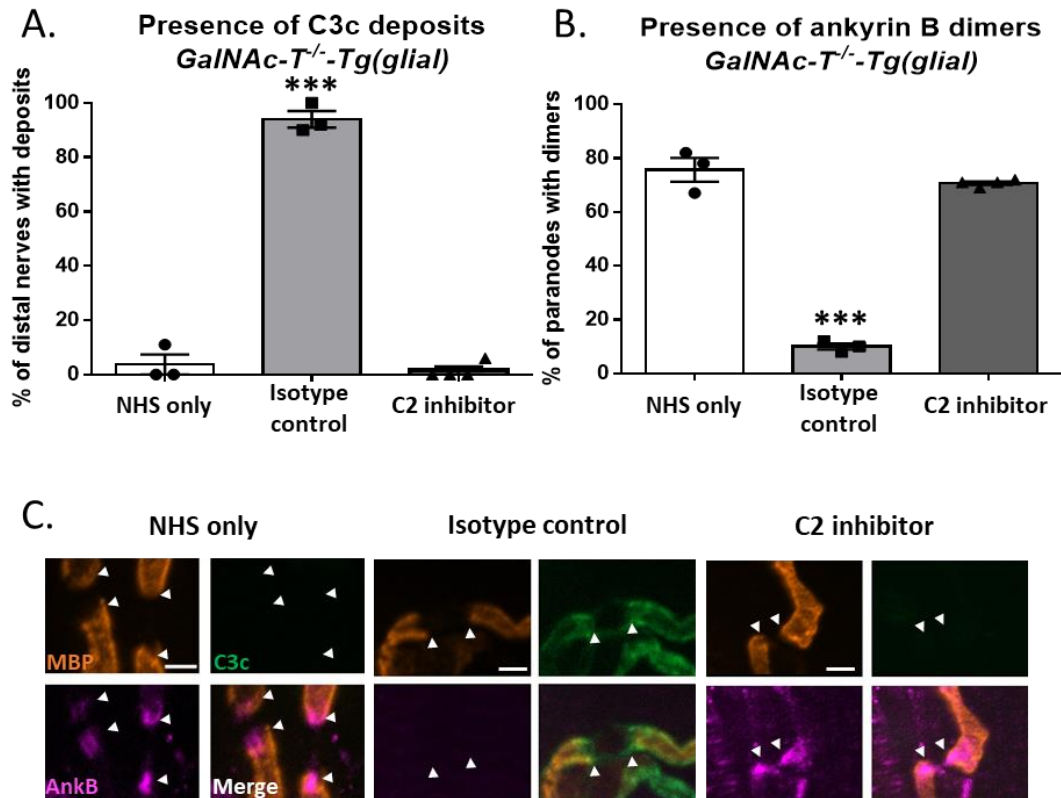 A.
Presence of C3c deposits
GalNAc-T-/--Tg(glial)
***
% of distal nerves with deposits
100
80
60
40
20
0
NHS only
Isotype control
C2 inhibitor
B.
Presence of ankyrin B dimers
GalNAc-T-/--Tg(glial)
***
% of paranodes with dimers
100
80
60
40
20
0
NHS only
Isotype
control
C2 inhibitor
C.
NHS only
Isotype control
C2 inhibitor
MBP
C3c
AnkB
Merge